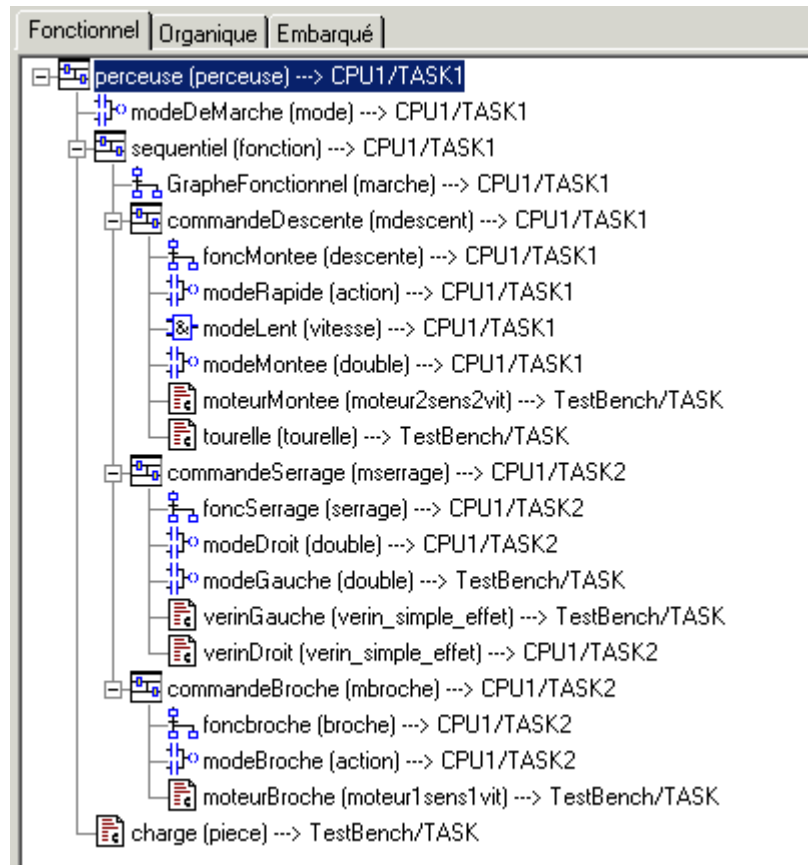 Fonctionnel Organique Embarqué
perceuse (perceuse) ---> CPU1/TASK1
modeDeMarche (mode) ---> CPU1/TASK1
sequentiel (fonction) ---> CPU1/TASK1
GrapheFonctionnel (marche) ---> CPU1/TASK1
commandeDescente (mdescent) ---> CPU1/TASK1
foncMontee (descente) ---> CPU1/TASK1
modeRapide (action) ---> CPU1/TASK1
& modeLent (vitesse) ---> CPU1/TASK1
modeMontee (double) ---> CPU1/TASK1
c moteurMontee (moteur2sens2vit) ---> TestBench/TASK
c tourelle (tourelle) ---> TestBench/TASK
commandeSerrage (mserrage) ---> CPU1/TASK2
foncSerrage (serrage) ---> CPU1/TASK2
modeDroit (double) ---> CPU1/TASK2
modeGauche (double) ---> TestBench/TASK
c verinGauche (verin_simple_effet) ---> TestBench/TASK
c verinDroit (verin_simple_effet) ---> CPU1/TASK2
commandeBroche (mbroche) ---> CPU1/TASK2
foncbroche (broche) ---> CPU1/TASK2
modeBroche (action) ---> CPU1/TASK2
c moteurBroche (moteur1sens1vit) ---> TestBench/TASK
c charge (piece) ---> TestBench/TASK